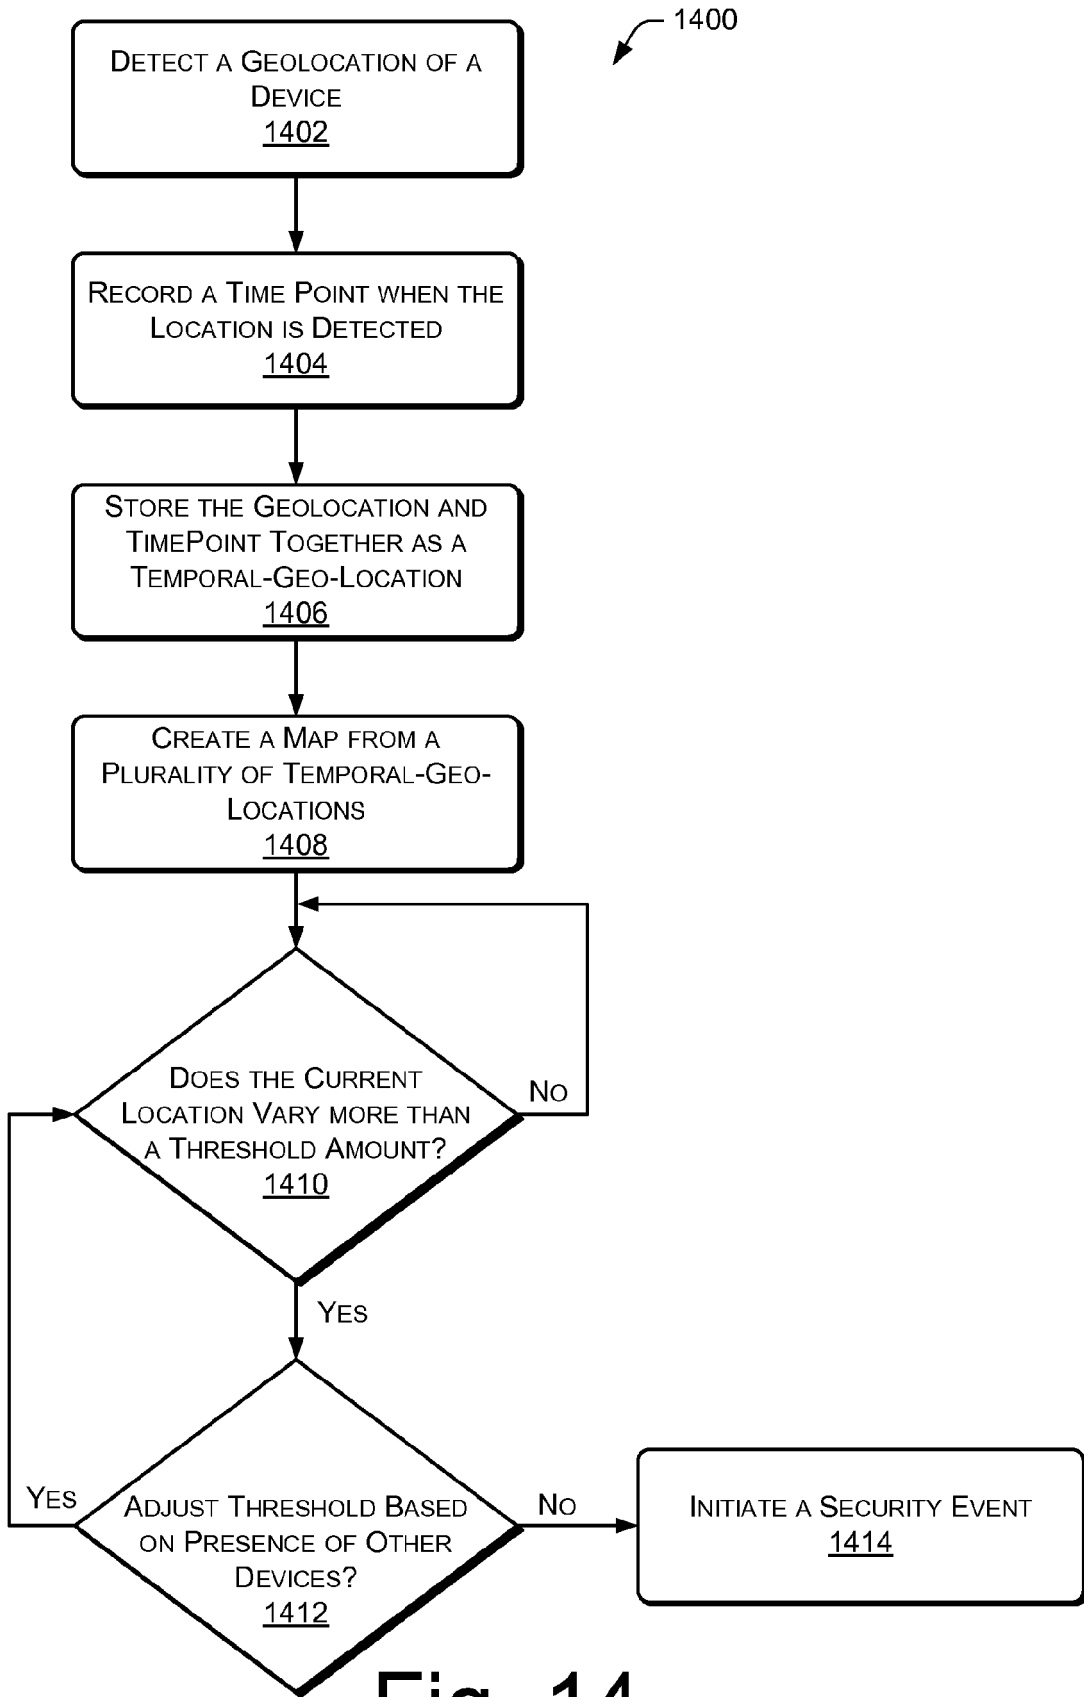 1400
DETECT A GEOLOCATION OF A
DEVICE
1402
RECORD A TIME POINT WHEN THE
LOCATION IS DETECTED
1404
STORE THE GEOLOCATION AND
TIMEPOINT TOGETHER AS A
TEMPORAL-GEO-LOCATION
1406
CREATE A MAP FROM A
PLURALITY OF TEMPORAL-GEO-
LOCATIONS
1408
DOES THE CURRENT
LOCATION VARY MORE THAN
A THRESHOLD AMOUNT?
1410
NO
YES
ADJUST THRESHOLD BASED
ON PRESENCE OF OTHER
DEVICES?
1412
YES
NO
INITIATE A SECURITY EVENT
1414
Fig. 14